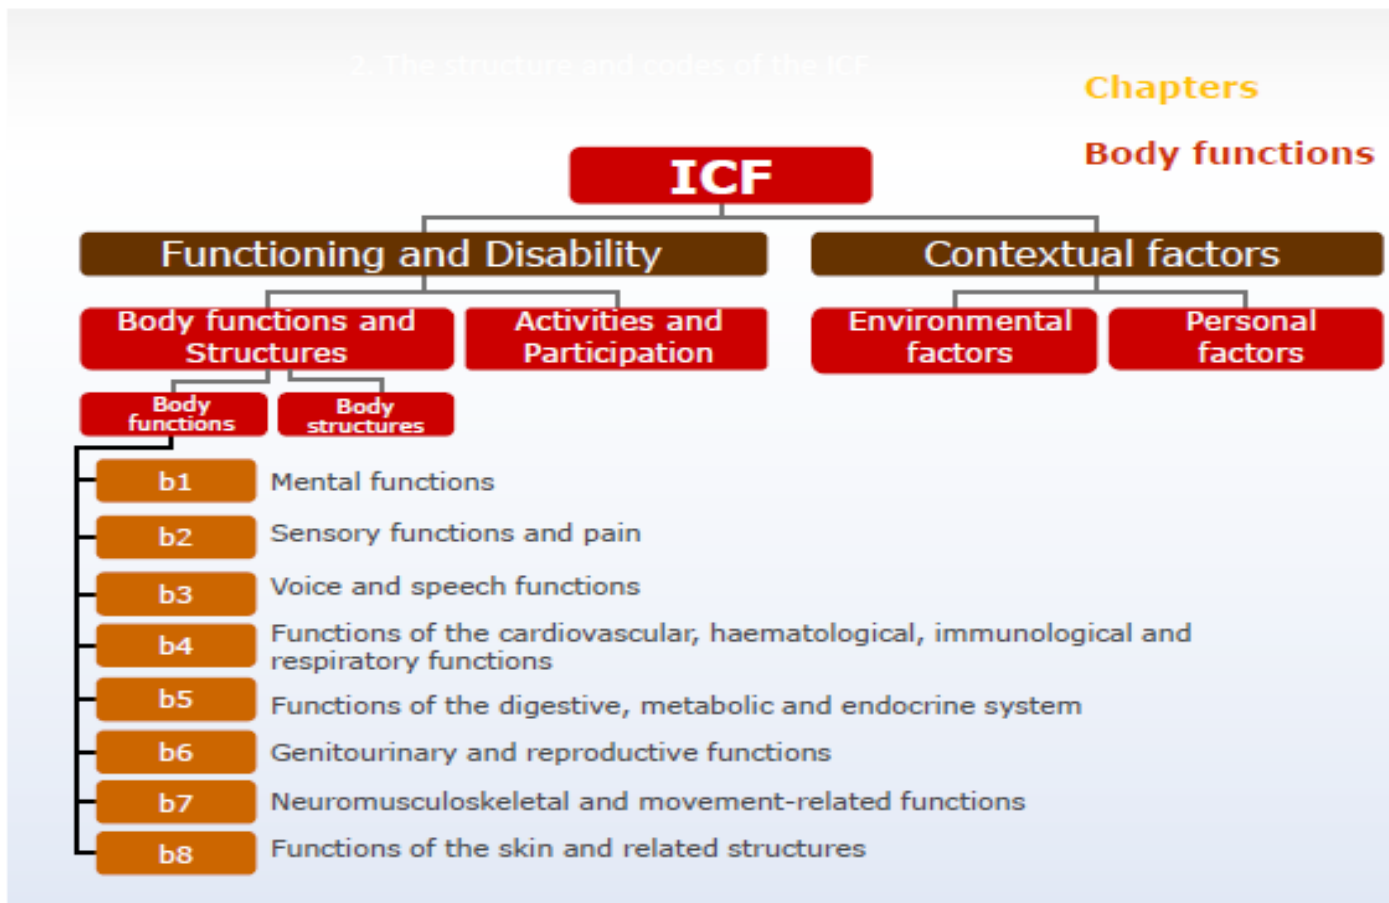 2. The structure and codes of the ICF
Chapters
Body functions
ICF
Functioning and Disability
Contextual factors
Body functions and
Structures
Activities and
Participation
Environmental
factors
Personal
factors
Body
functions
Body
structures
b1 Mental functions
b2 Sensory functions and pain
b3 Voice and speech functions
b4 Functions of the cardiovascular, haematological, immunological and
respiratory functions
b5 Functions of the digestive, metabolic and endocrine system
b6 Genitourinary and reproductive functions
b7 Neuromusculoskeletal and movement-related functions
b8 Functions of the skin and related structures